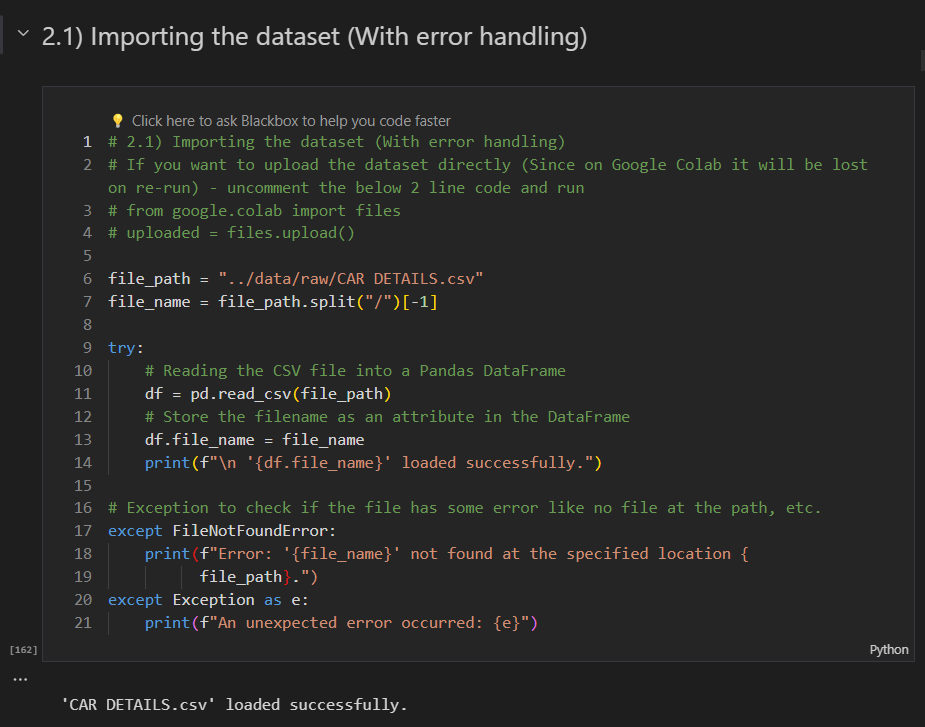 2.1) Importing the dataset (With error handling)
Click here to ask Blackbox to help you code faster
1 # 2.1) Importing the dataset (With error handling)
2 # If you want to upload the dataset directly (Since on Google Colab it will be lost
on re-run) - uncomment the below 2 line code and run
3 # from google.colab import files
4 # uploaded = files.upload()
5
6 file_path = "../data/raw/CAR DETAILS.csv"
7 file_name = file_path.split("/")[-1]
8
9 try:
10     # Reading the CSV file into a Pandas DataFrame
11     df = pd.read_csv(file_path)
12     # Store the filename as an attribute in the DataFrame
13     df.file_name = file_name
14     print(f"\n '{df.file_name}' loaded successfully.")
15
16 # Exception to check if the file has some error like no file at the path, etc.
17 except FileNotFoundError:
18     print(f"Error: '{file_name}' not found at the specified location {
19           file_path}.")
20 except Exception as e:
21     print(f"An unexpected error occurred: {e}")
[162]
Python
...
'CAR DETAILS.csv' loaded successfully.